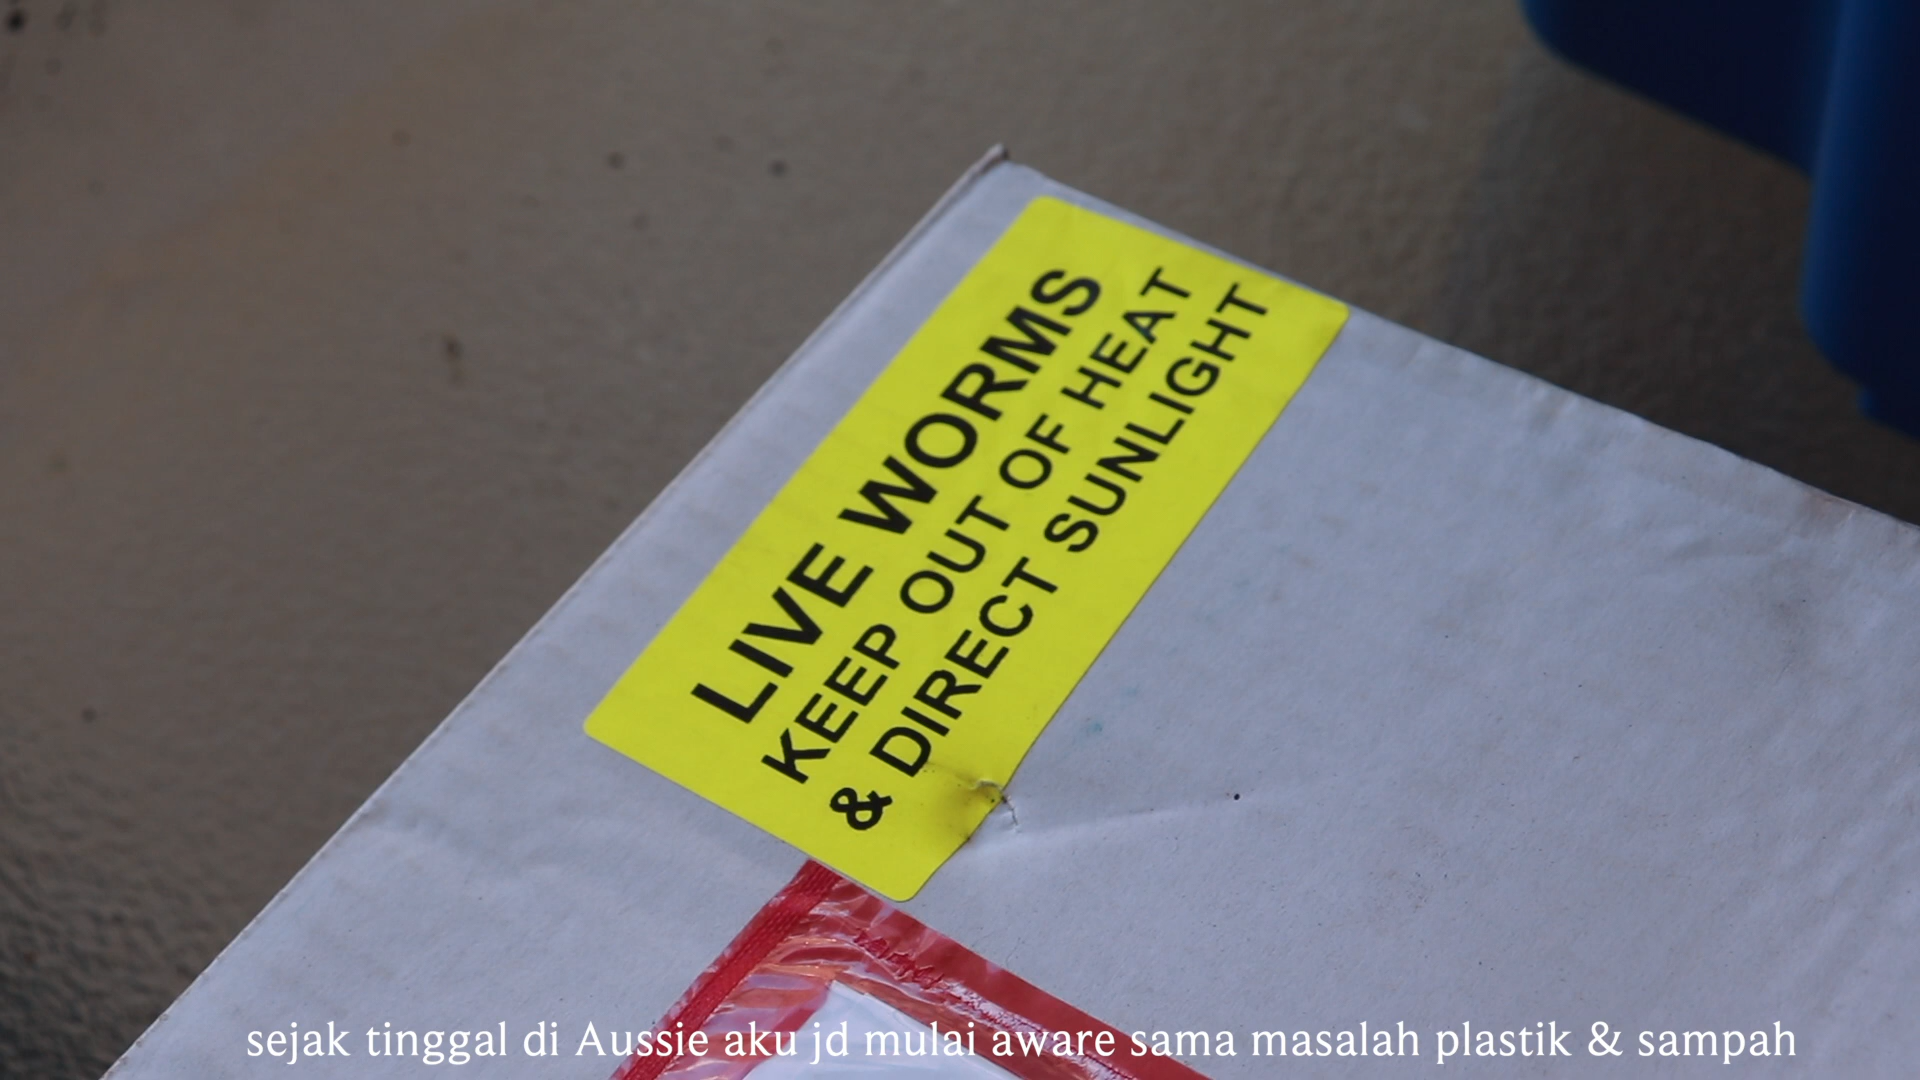 LIVE WORMS
KEEP OUT OF HEAT
& DIRECT SUNLIGHT
sejak tinggal di Aussie aku jd mulai aware sama masalah plastik & sampah